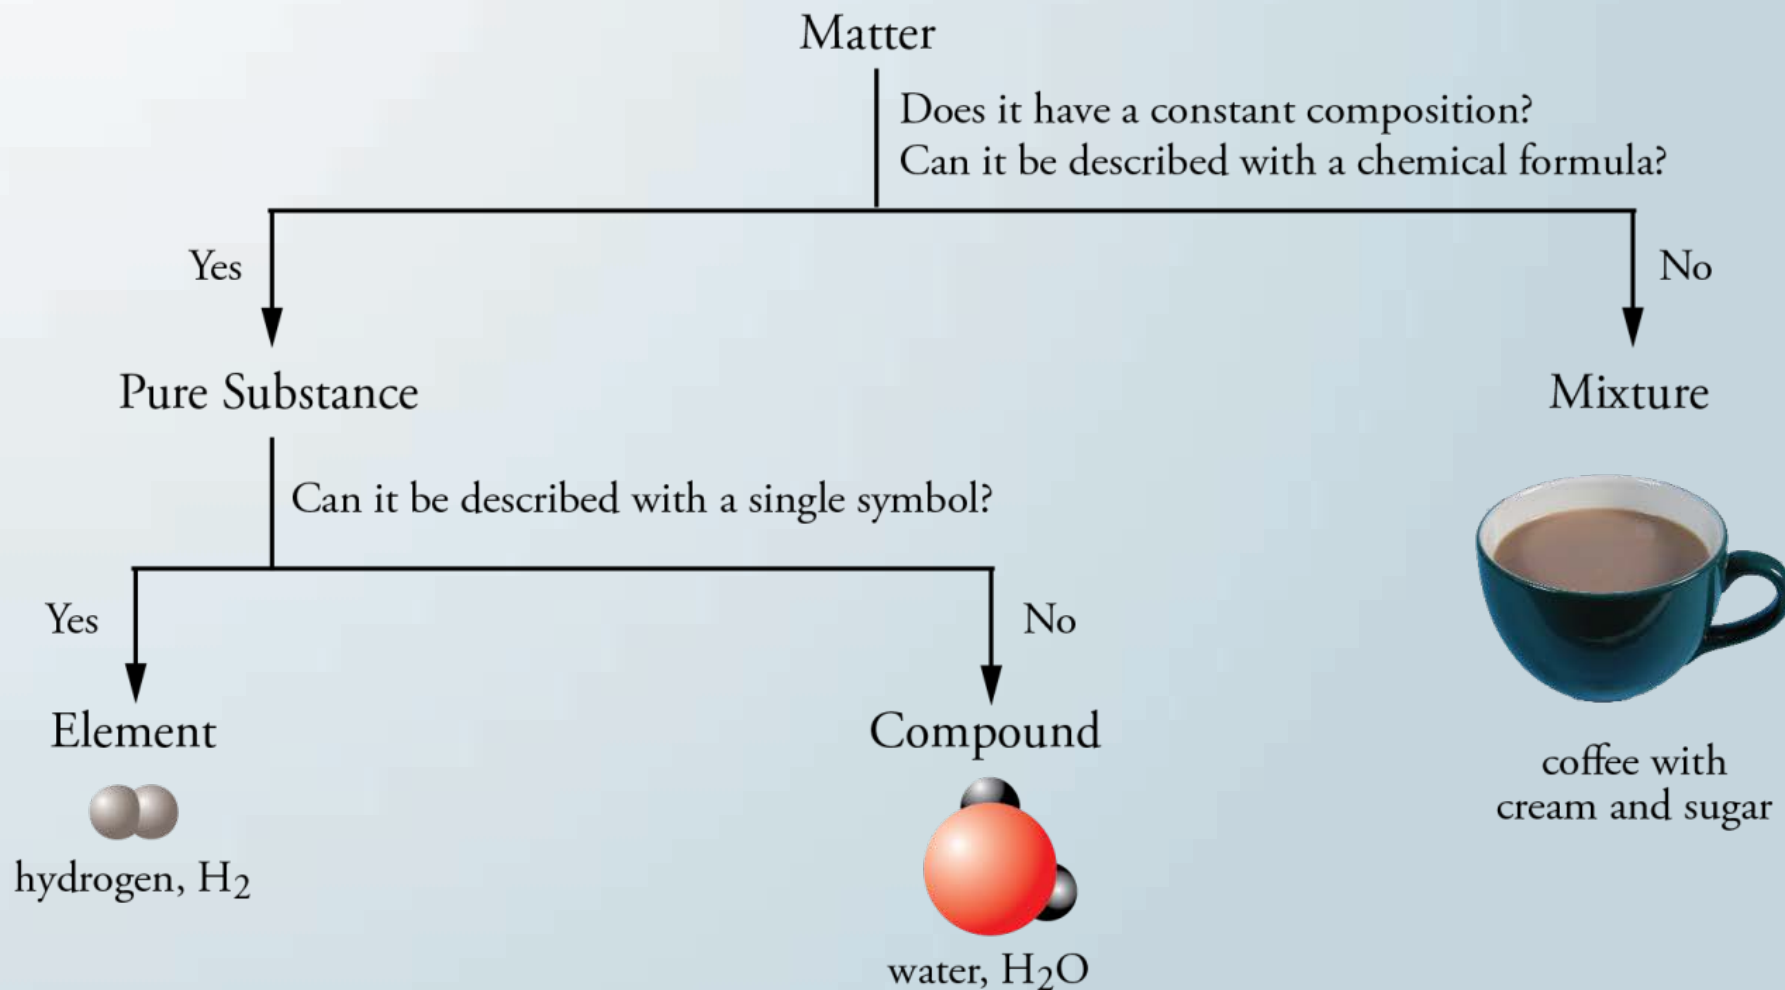 Matter
Does it have a constant composition?
Can it be described with a chemical formula?
Yes
No
Pure Substance
Mixture
Can it be described with a single symbol?
Yes
No
Element
Compound
coffee with
cream and sugar
hydrogen, H₂
water, H₂O